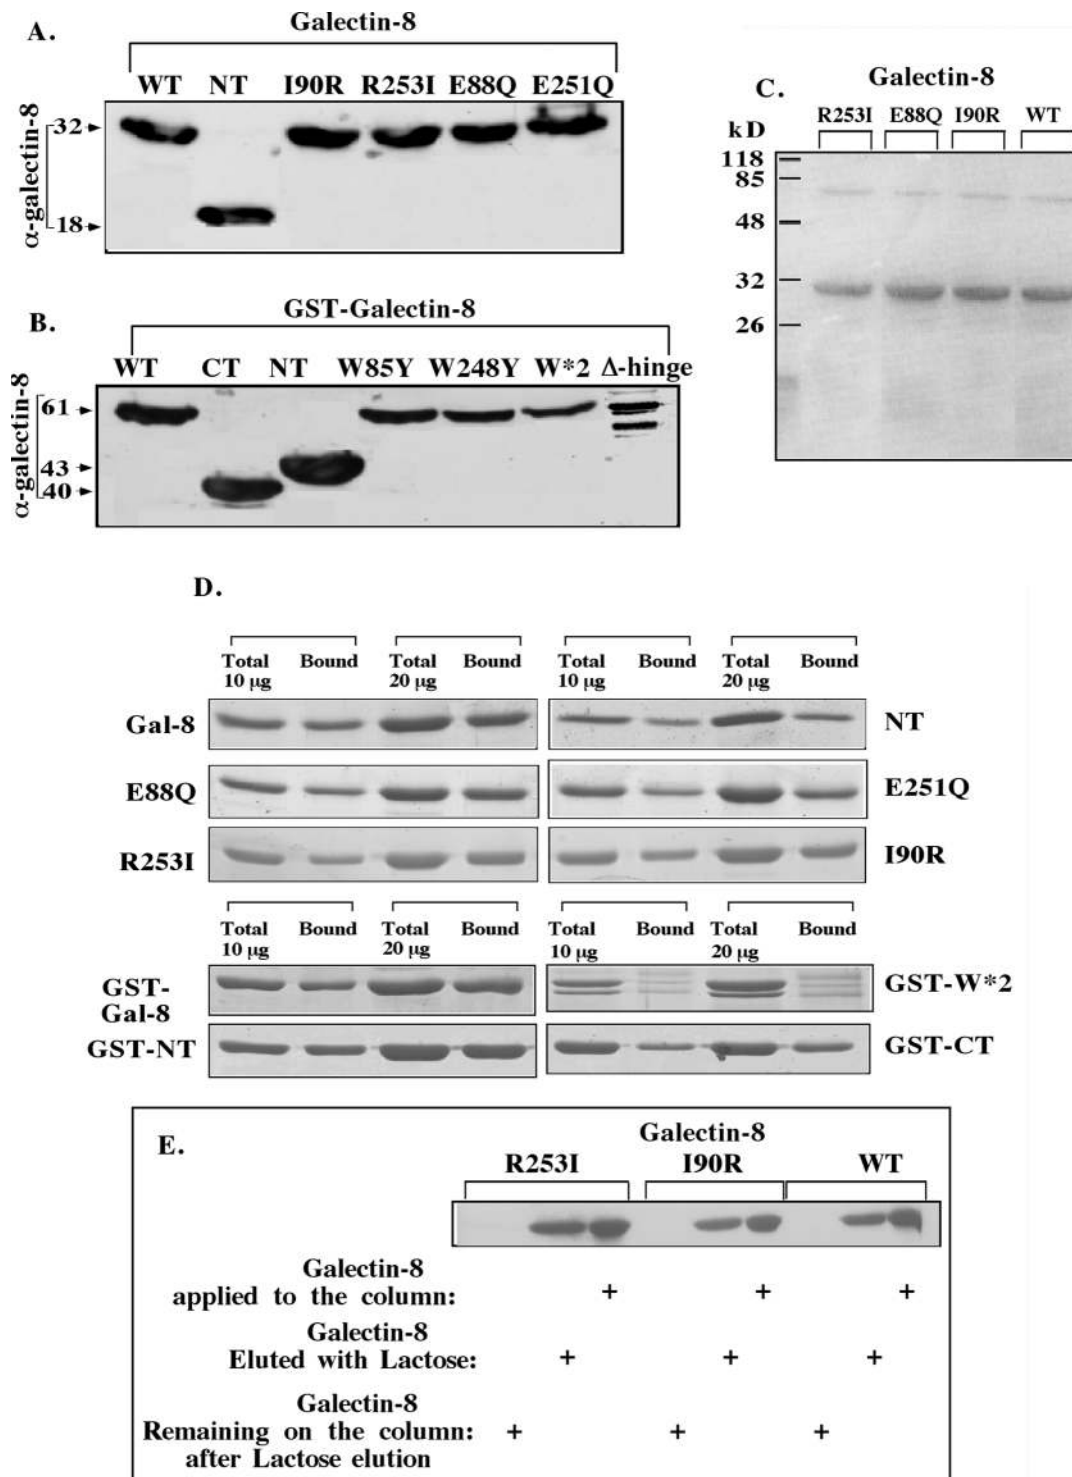 A.
Galectin-8
WT NT I90R R253I E88Q E251Q
α-galectin-8
32
18
B.
GST-Galectin-8
WT CT NT W85Y W248Y W*2 Δ-hinge
α-galectin-8
61
43
40
C.
Galectin-8
kD R253I E88Q I90R WT
118
85
48
32
26
D.
Total Bound Total Bound Total Bound Total Bound
10 µg 20 µg 10 µg 20 µg
Gal-8 NT
E88Q E251Q
R253I I90R
Total Bound Total Bound Total Bound Total Bound
10 µg 20 µg 10 µg 20 µg
GST-
Gal-8 GST-W*2
GST-NT GST-CT
E.
Galectin-8
R253I I90R WT
Galectin-8
applied to the column: + + +
Galectin-8
Eluted with Lactose: + + +
Galectin-8
Remaining on the column: + + +
after Lactose elution